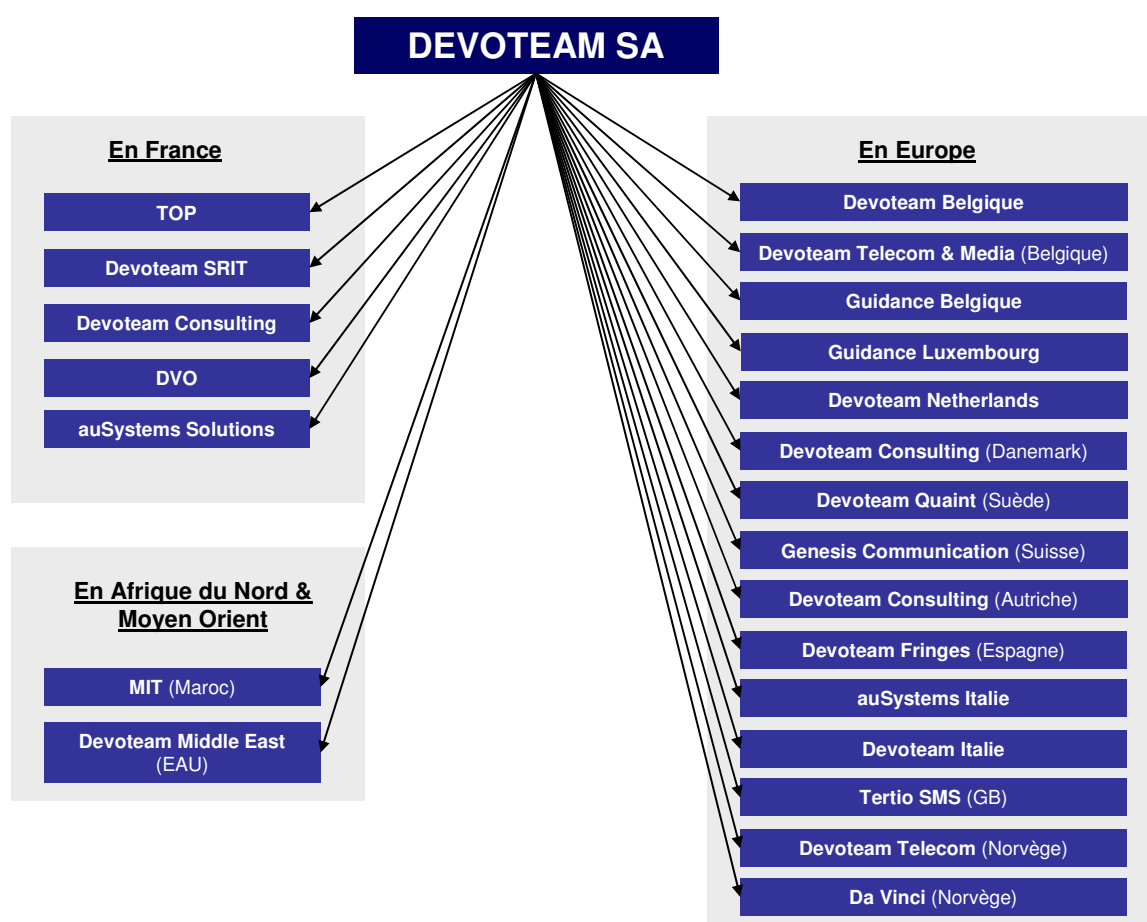 DEVOTEAM SA
En France
TOP
Devoteam SRIT
Devoteam Consulting
DVO
auSystems Solutions
En Afrique du Nord &
Moyen Orient
MIT (Maroc)
Devoteam Middle East
(EAU)
En Europe
Devoteam Belgique
Devoteam Telecom & Media (Belgique)
Guidance Belgique
Guidance Luxembourg
Devoteam Netherlands
Devoteam Consulting (Danemark)
Devoteam Quaint (Suède)
Genesis Communication (Suisse)
Devoteam Consulting (Autriche)
Devoteam Fringes (Espagne)
auSystems Italie
Devoteam Italie
Tertio SMS (GB)
Devoteam Telecom (Norvège)
Da Vinci (Norvège)